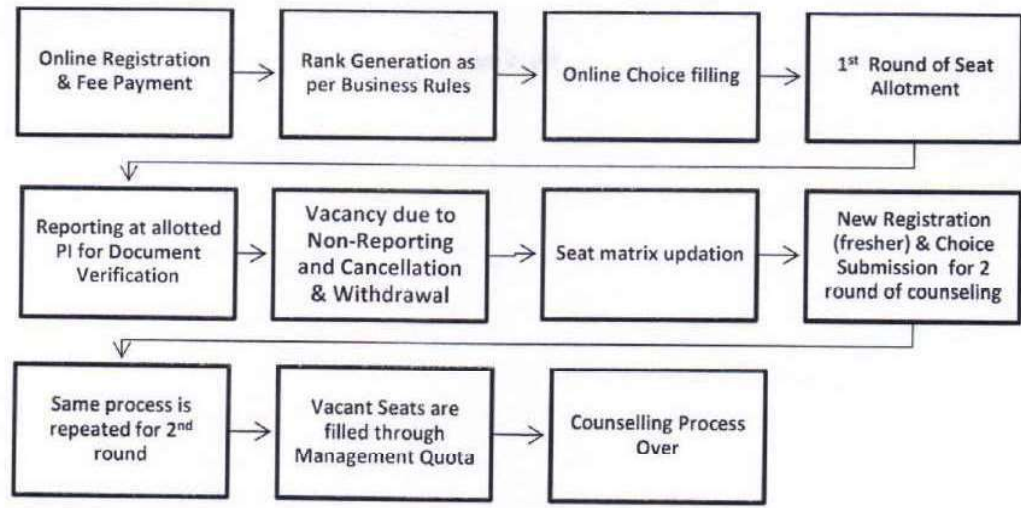 Online Registration
& Fee Payment
Rank Generation as
per Business Rules
Online Choice filling
1st Round of Seat
Allotment
Reporting at allotted
PI for Document
Verification
Vacancy due to
Non-Reporting
and Cancellation
& Withdrawal
Seat matrix updation
New Registration
(fresher) & Choice
Submission for 2
round of counseling
Same process is
repeated for 2nd
round
Vacant Seats are
filled through
Management Quota
Counselling Process
Over